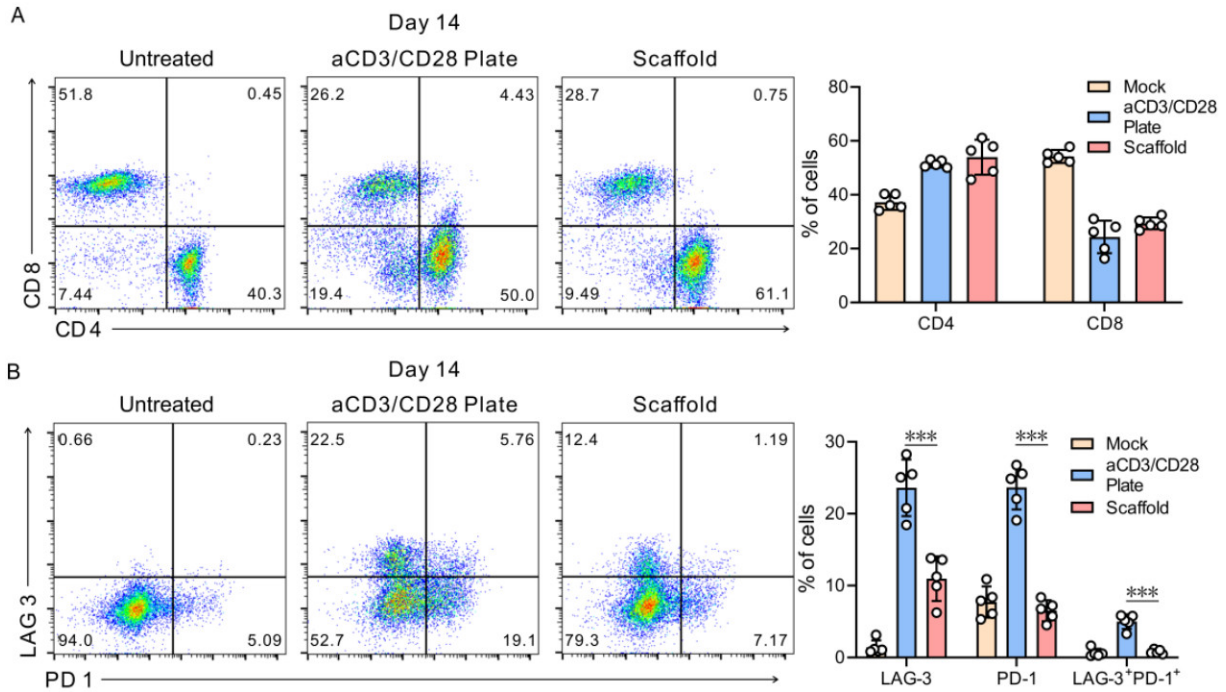 A
Day 14
Untreated
aCD3/CD28 Plate
Scaffold
51.8
0.45
7.44
40.3
26.2
4.43
19.4
50.0
28.7
0.75
9.49
61.1
CD8
CD4
80
60
40
20
0
% of cells
CD4
CD8
Mock
aCD3/CD28
Plate
Scaffold
B
Day 14
Untreated
aCD3/CD28 Plate
Scaffold
0.66
0.23
94.0
5.09
22.5
5.76
52.7
19.1
12.4
1.19
79.3
7.17
LAG3
PD1
30
20
10
0
% of cells
***
***
***
LAG-3
PD-1
LAG-3⁺PD-1⁺
Mock
aCD3/CD28
Plate
Scaffold